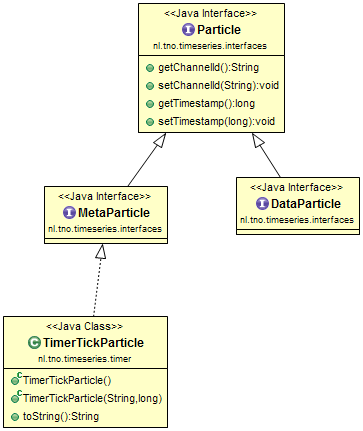 <<Java Interface>>
Particle
nl.tno.timeseries.interfaces
getChannelId():String
setChannelId(String):void
getTimestamp():long
setTimestamp(long):void
<<Java Interface>>
MetaParticle
nl.tno.timeseries.interfaces
<<Java Interface>>
DataParticle
nl.tno.timeseries.interfaces
<<Java Class>>
TimerTickParticle
nl.tno.timeseries.timer
TimerTickParticle()
TimerTickParticle(String,long)
toString():String